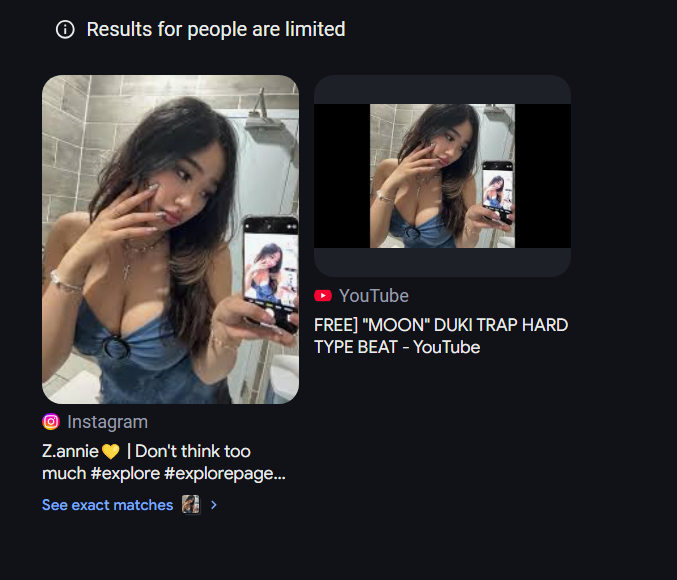 Results for people are limited
Instagram
Z.annie💛 | Don't think too
much #explore #explorepage...
See exact matches
YouTube
FREE] "MOON" DUKI TRAP HARD
TYPE BEAT - YouTube